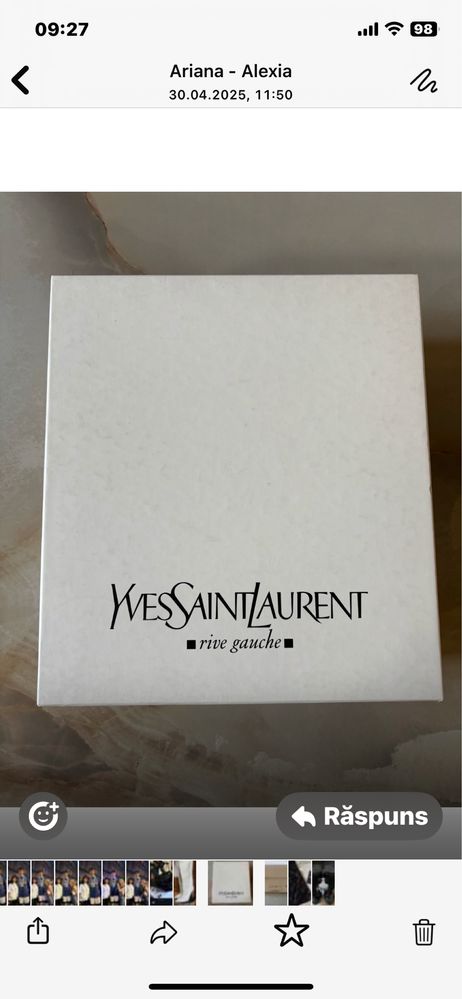 09:27
98
Ariana - Alexia
30.04.2025, 11:50
YVESSAINTLAURENT
■ rive gauche ■
Răspuns